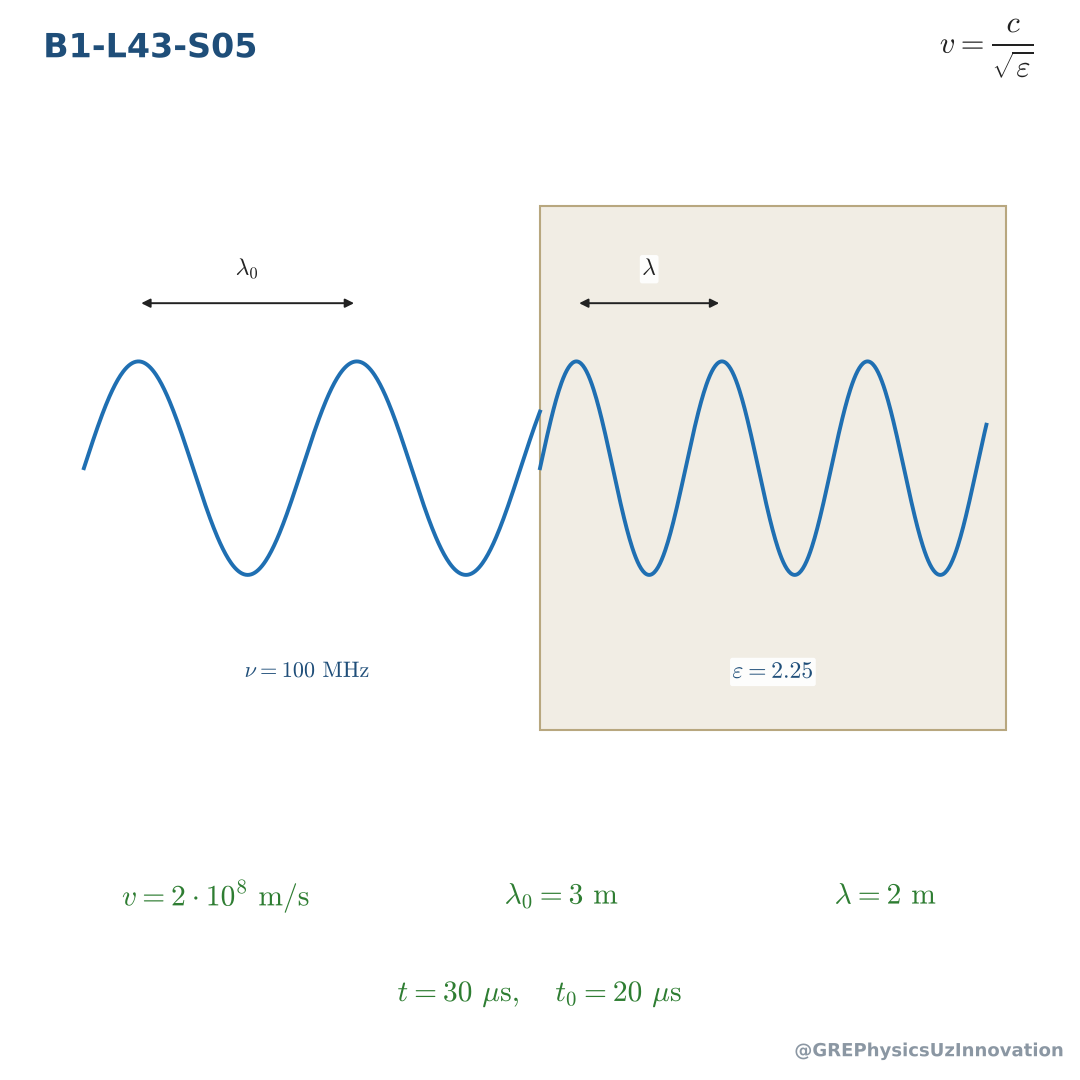 B1-L43-S05
v = c/√ε
λ₀
λ
ν = 100 MHz
ε = 2.25
v = 2 · 10⁸ m/s
λ₀ = 3 m
λ = 2 m
t = 30 μs, t₀ = 20 μs
@GREPhysicsUzInnovation